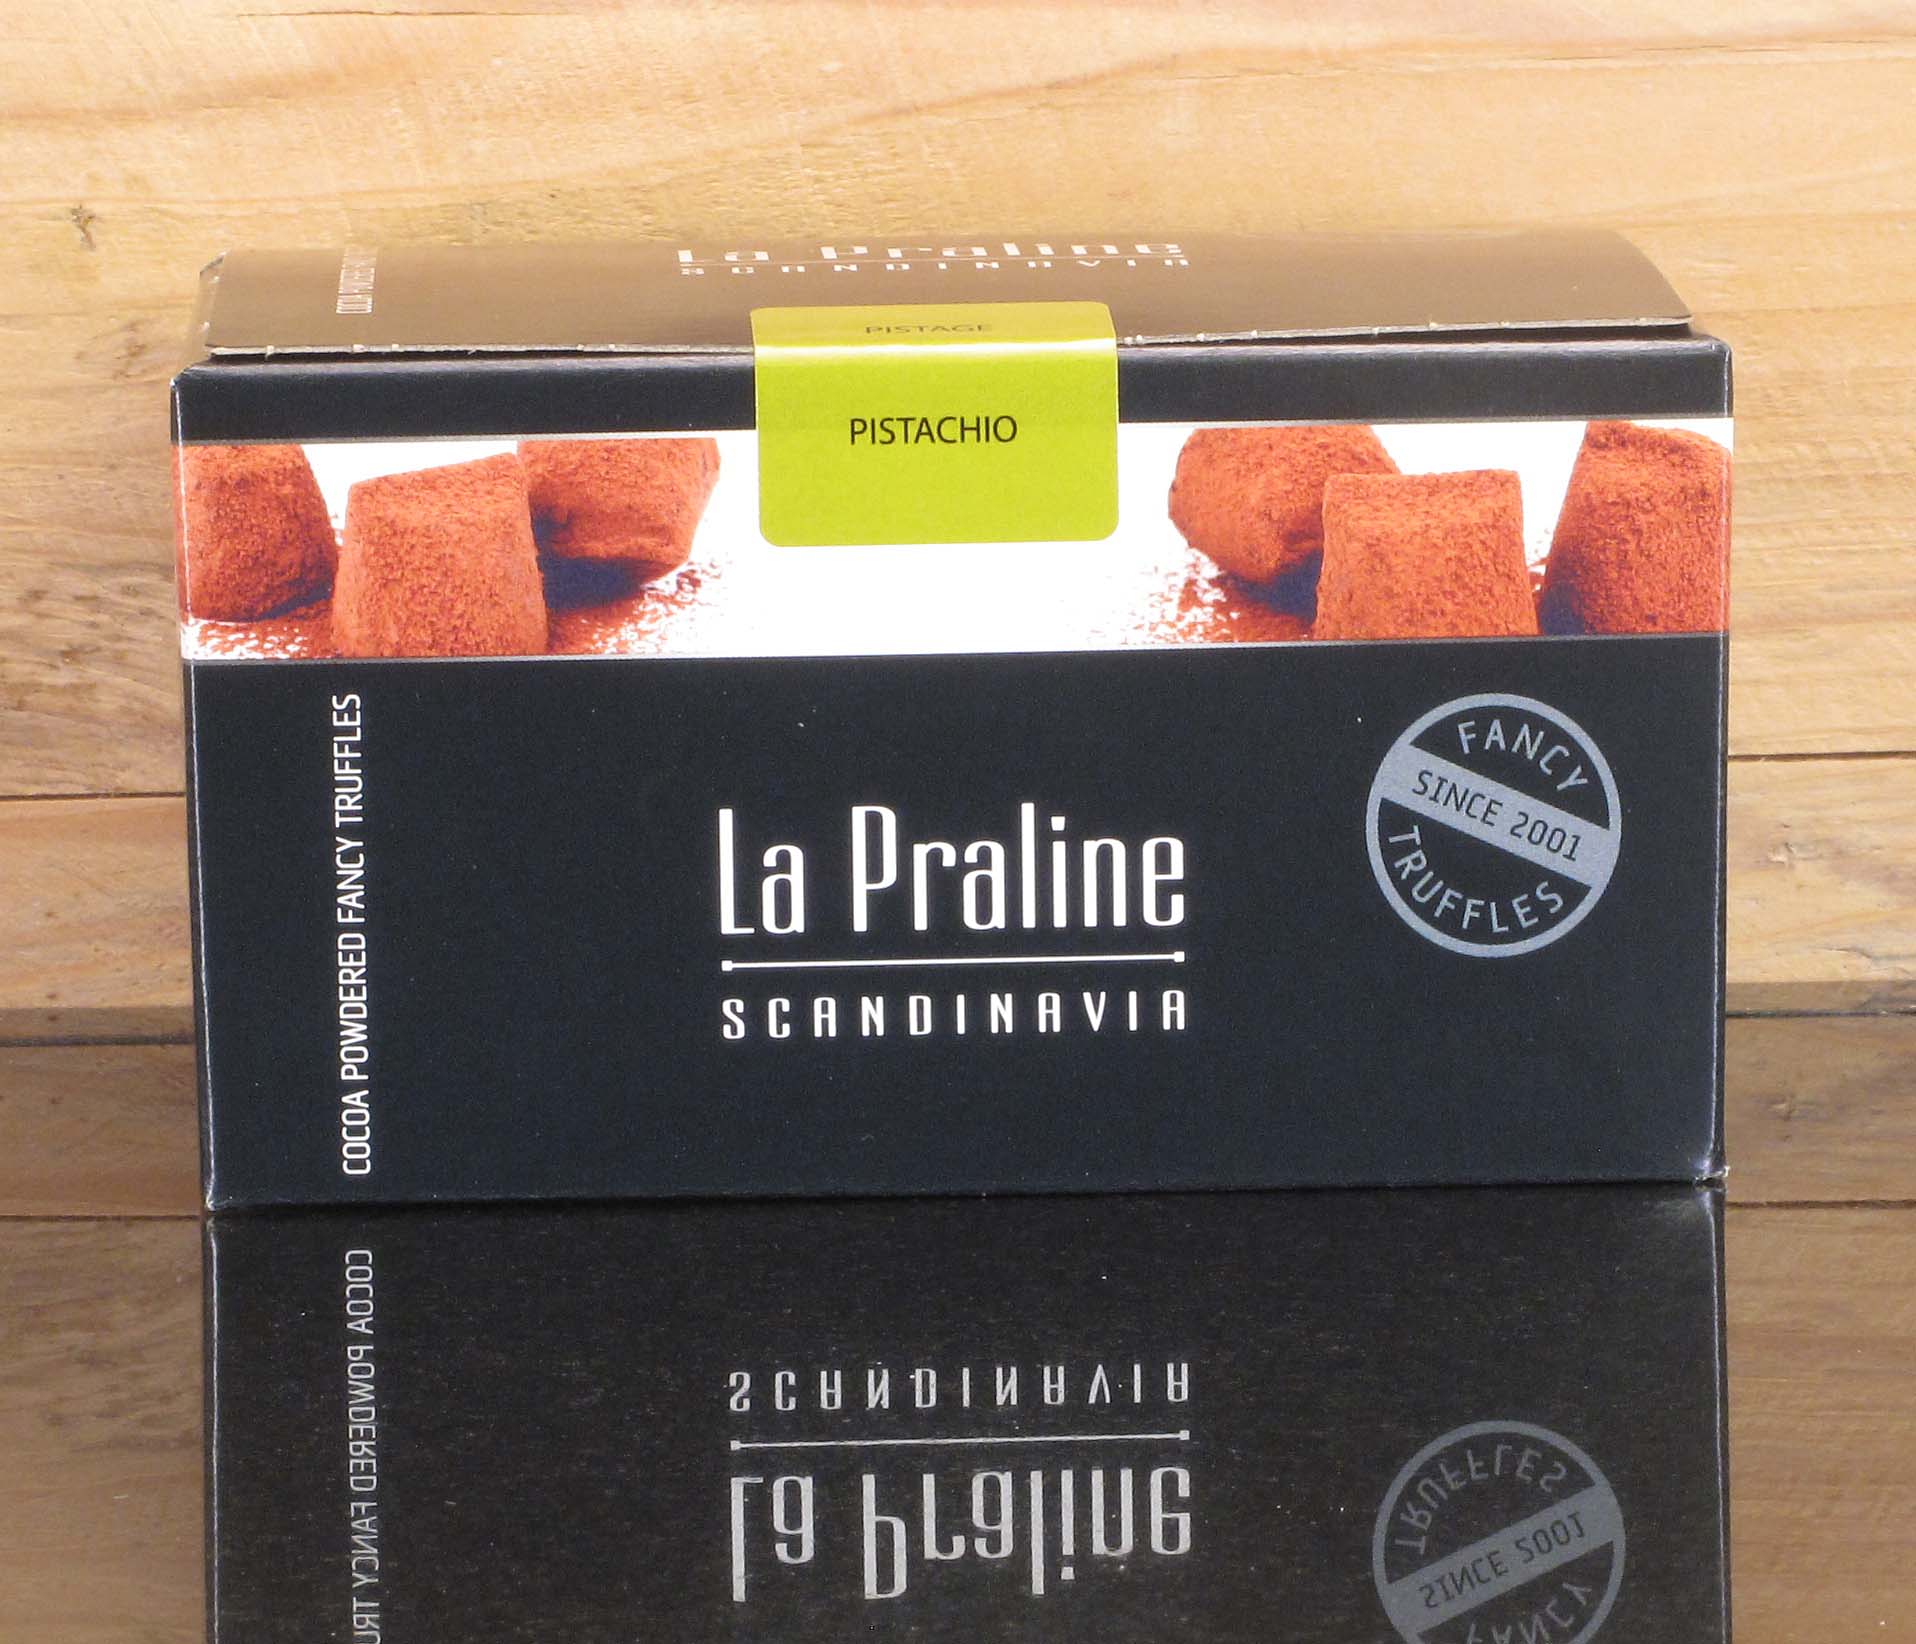 La Praline
SCANDINAVIA
PISTAGE
PISTACHIO
COCOA POWDERED FANCY TRUFFLES
La Praline
SCANDINAVIA
FANCY
SINCE 2001
TRUFFLES